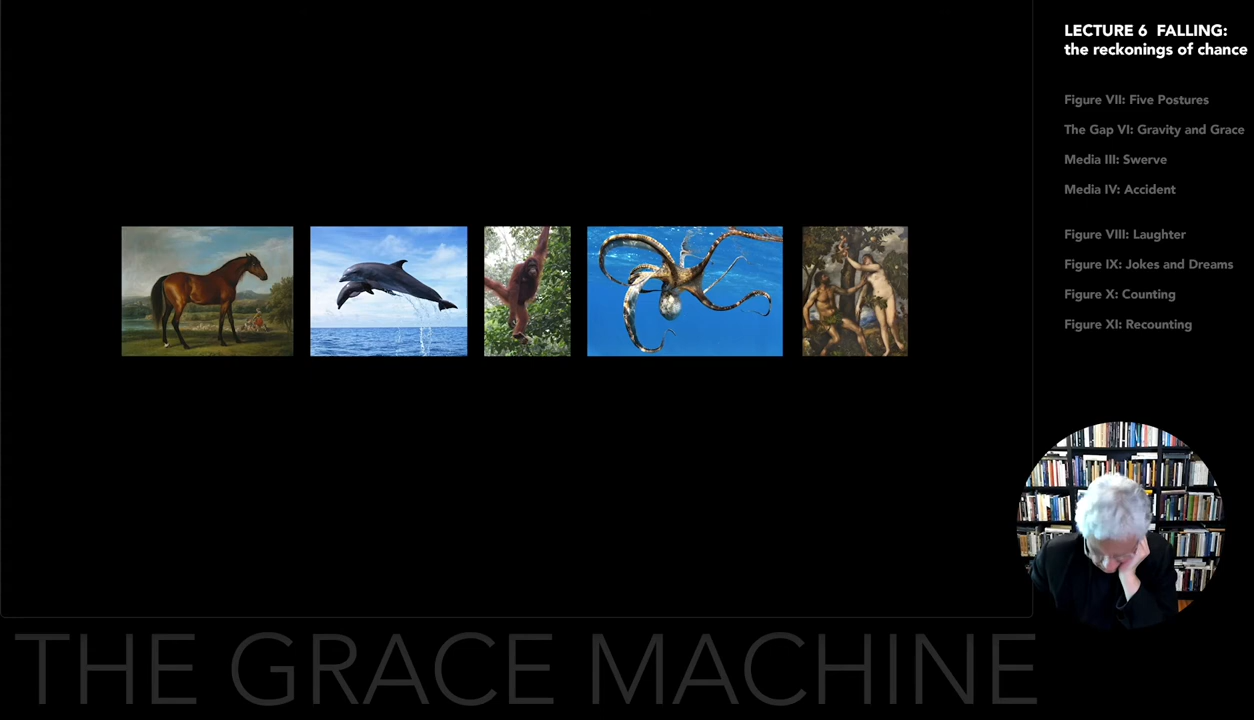 LECTURE 6 FALLING:
the reckonings of chance
Figure VII: Five Postures
The Gap VI: Gravity and Grace
Media III: Swerve
Media IV: Accident
Figure VIII: Laughter
Figure IX: Jokes and Dreams
Figure X: Counting
Figure XI: Recounting
THE GRACE MACHINE